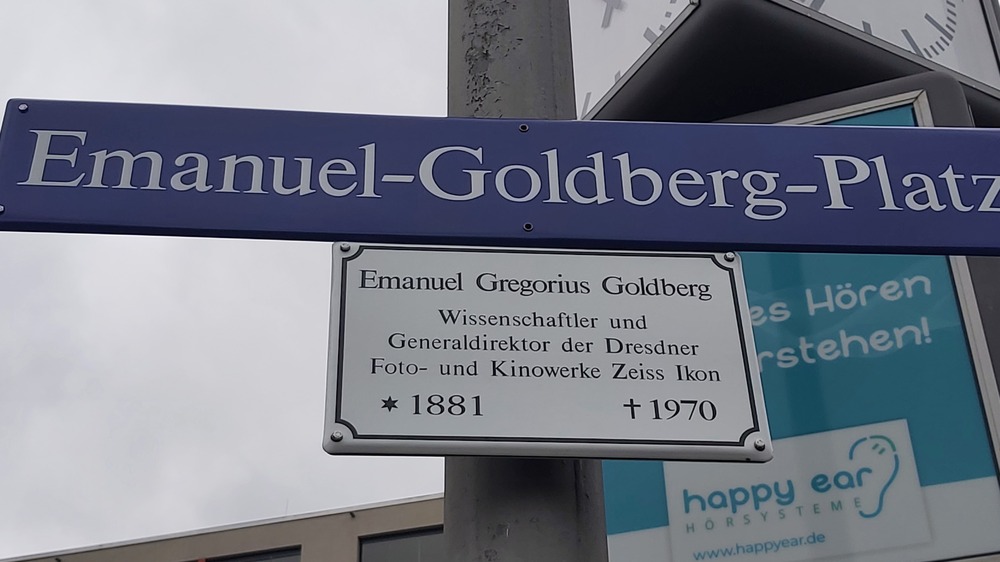 Emanuel-Goldberg-Platz
Emanuel Gregorius Goldberg
Wissenschaftler und
Generaldirektor der Dresdner
Foto- und Kinowerke Zeiss Ikon
* 1881 † 1970
es Hören
rstehen!
happy ear
HÖRSYSTEME
www.happyear.de